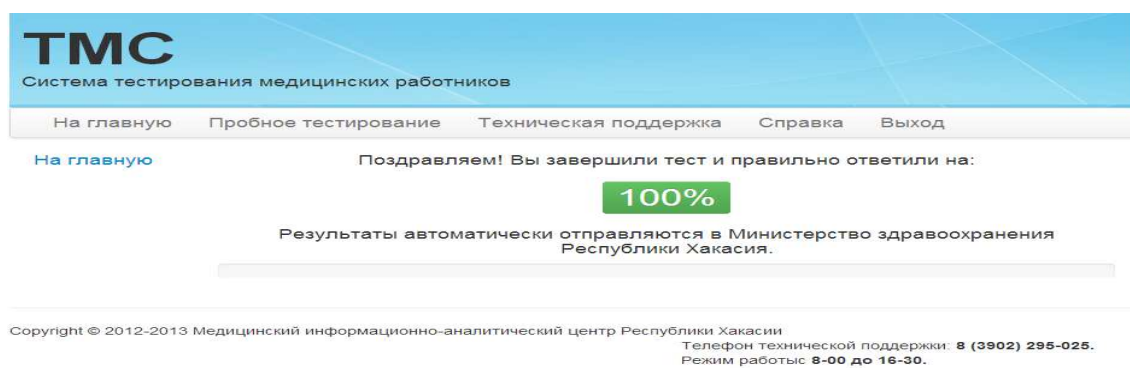 ТМС
Система тестирования медицинских работников
На главную Пробное тестирование Техническая поддержка Справка Выход
На главную
Поздравляем! Вы завершили тест и правильно ответили на:
100%
Результаты автоматически отправляются в Министерство здравоохранения
Республики Хакасия.
Copyright © 2012-2013 Медицинский информационно-аналитический центр Республики Хакасии
Телефон технической поддержки: 8 (3902) 295-025.
Режим работыс 8-00 до 16-30.